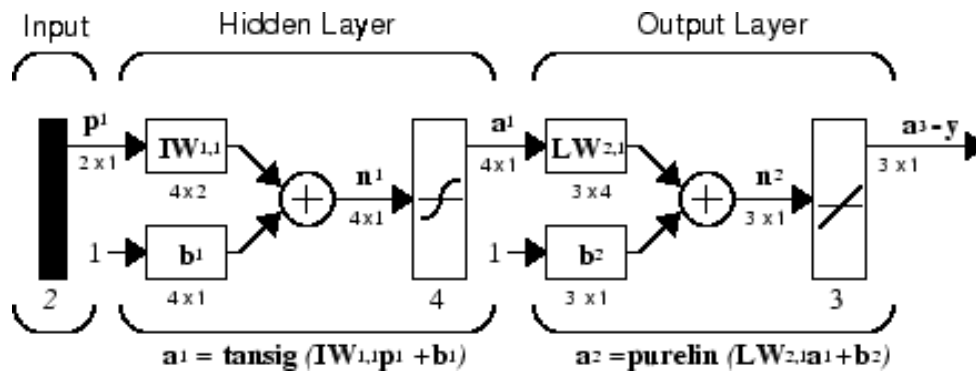 Input Hidden Layer Output Layer
p¹ a¹ a³-y
IW1,1 LW2,1
2 x 1 4 x 1 3 x 1
n¹ n²
4 x 2 3 x 4
4 x 1 3 x 1
1 b¹ 1 b²
2 4 x 1 4 3 x 1 3
a¹ = tansig (IW1,1p¹ +b¹) a² =purelin (LW2,1a¹+b²)